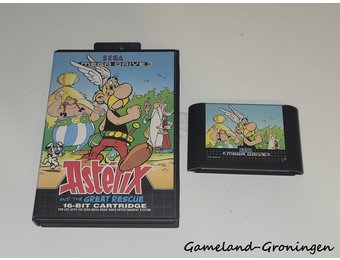 SEGA
MEGA DRIVE
Asterix
AND THE GREAT RESCUE
16-BIT CARTRIDGE
SEGA
MEGA DRIVE
Gameland-Groningen